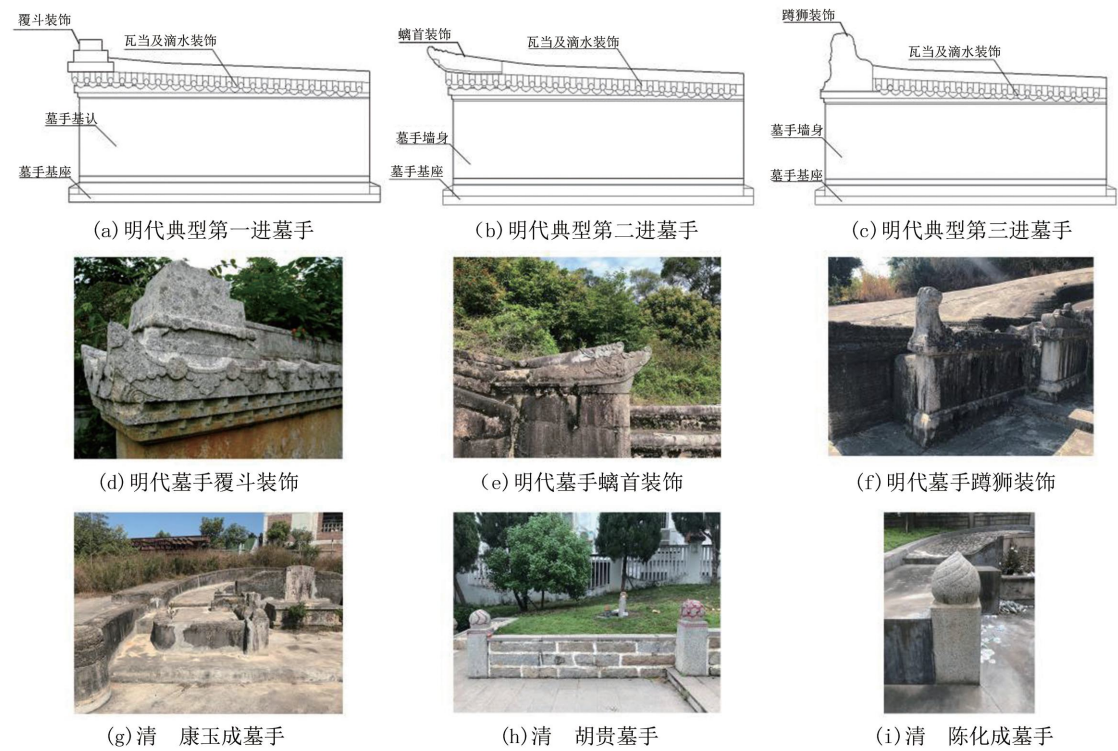 覆斗装饰
瓦当及滴水装饰
墓手基认
墓手基座
(a)明代典型第一进墓手
螭首装饰
瓦当及滴水装饰
墓手墙身
墓手基座
(b)明代典型第二进墓手
蹲狮装饰
瓦当及滴水装饰
墓手墙身
墓手基座
(c)明代典型第三进墓手
(d)明代墓手覆斗装饰
(e)明代墓手螭首装饰
(f)明代墓手蹲狮装饰
(g)清 康玉成墓手
(h)清 胡贵墓手
(i)清 陈化成墓手